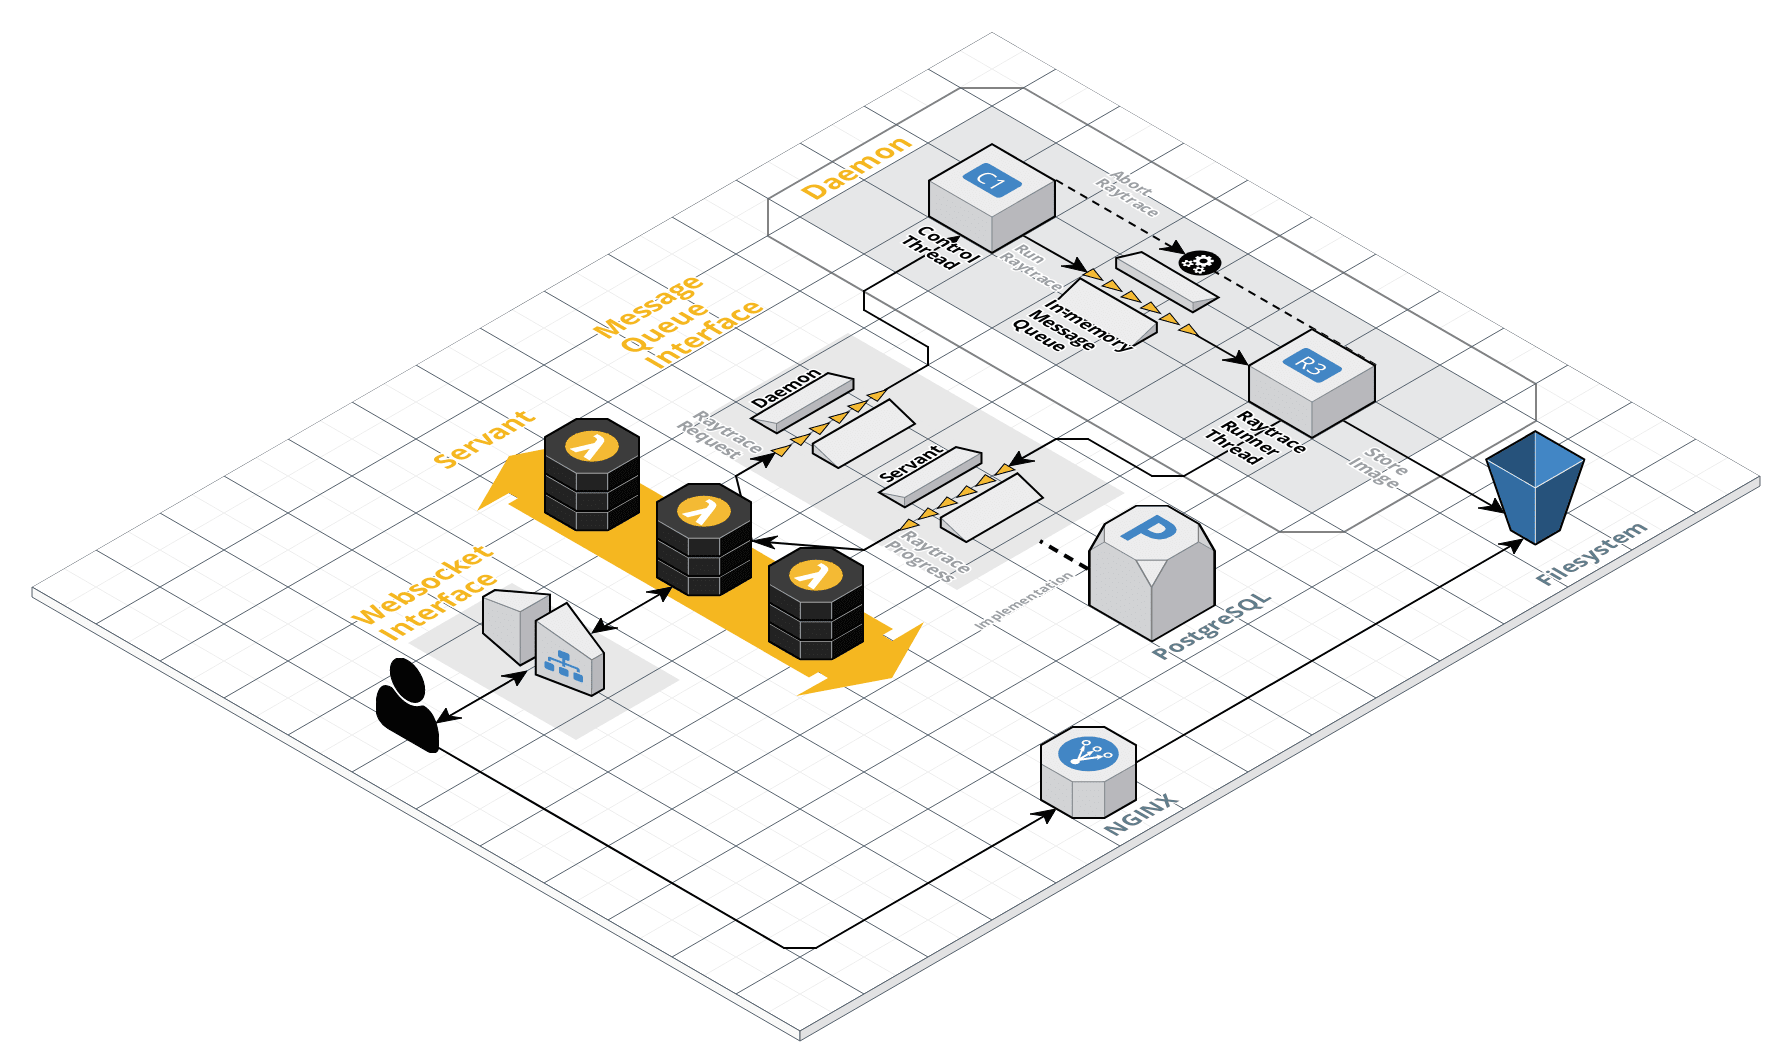 Daemon
C1
Control
Thread
Abort
Raytrace
Run
Raytrace
In-memory
Message
Queue
R3
Raytrace
Runner
Thread
Store
Image
Message
Queue
Interface
Daemon
Raytrace
Request
Servant
Raytrace
Progress
Servant
λ
λ
λ
Websocket
Interface
Implementation
P
PostgreSQL
Filesystem
NGINX